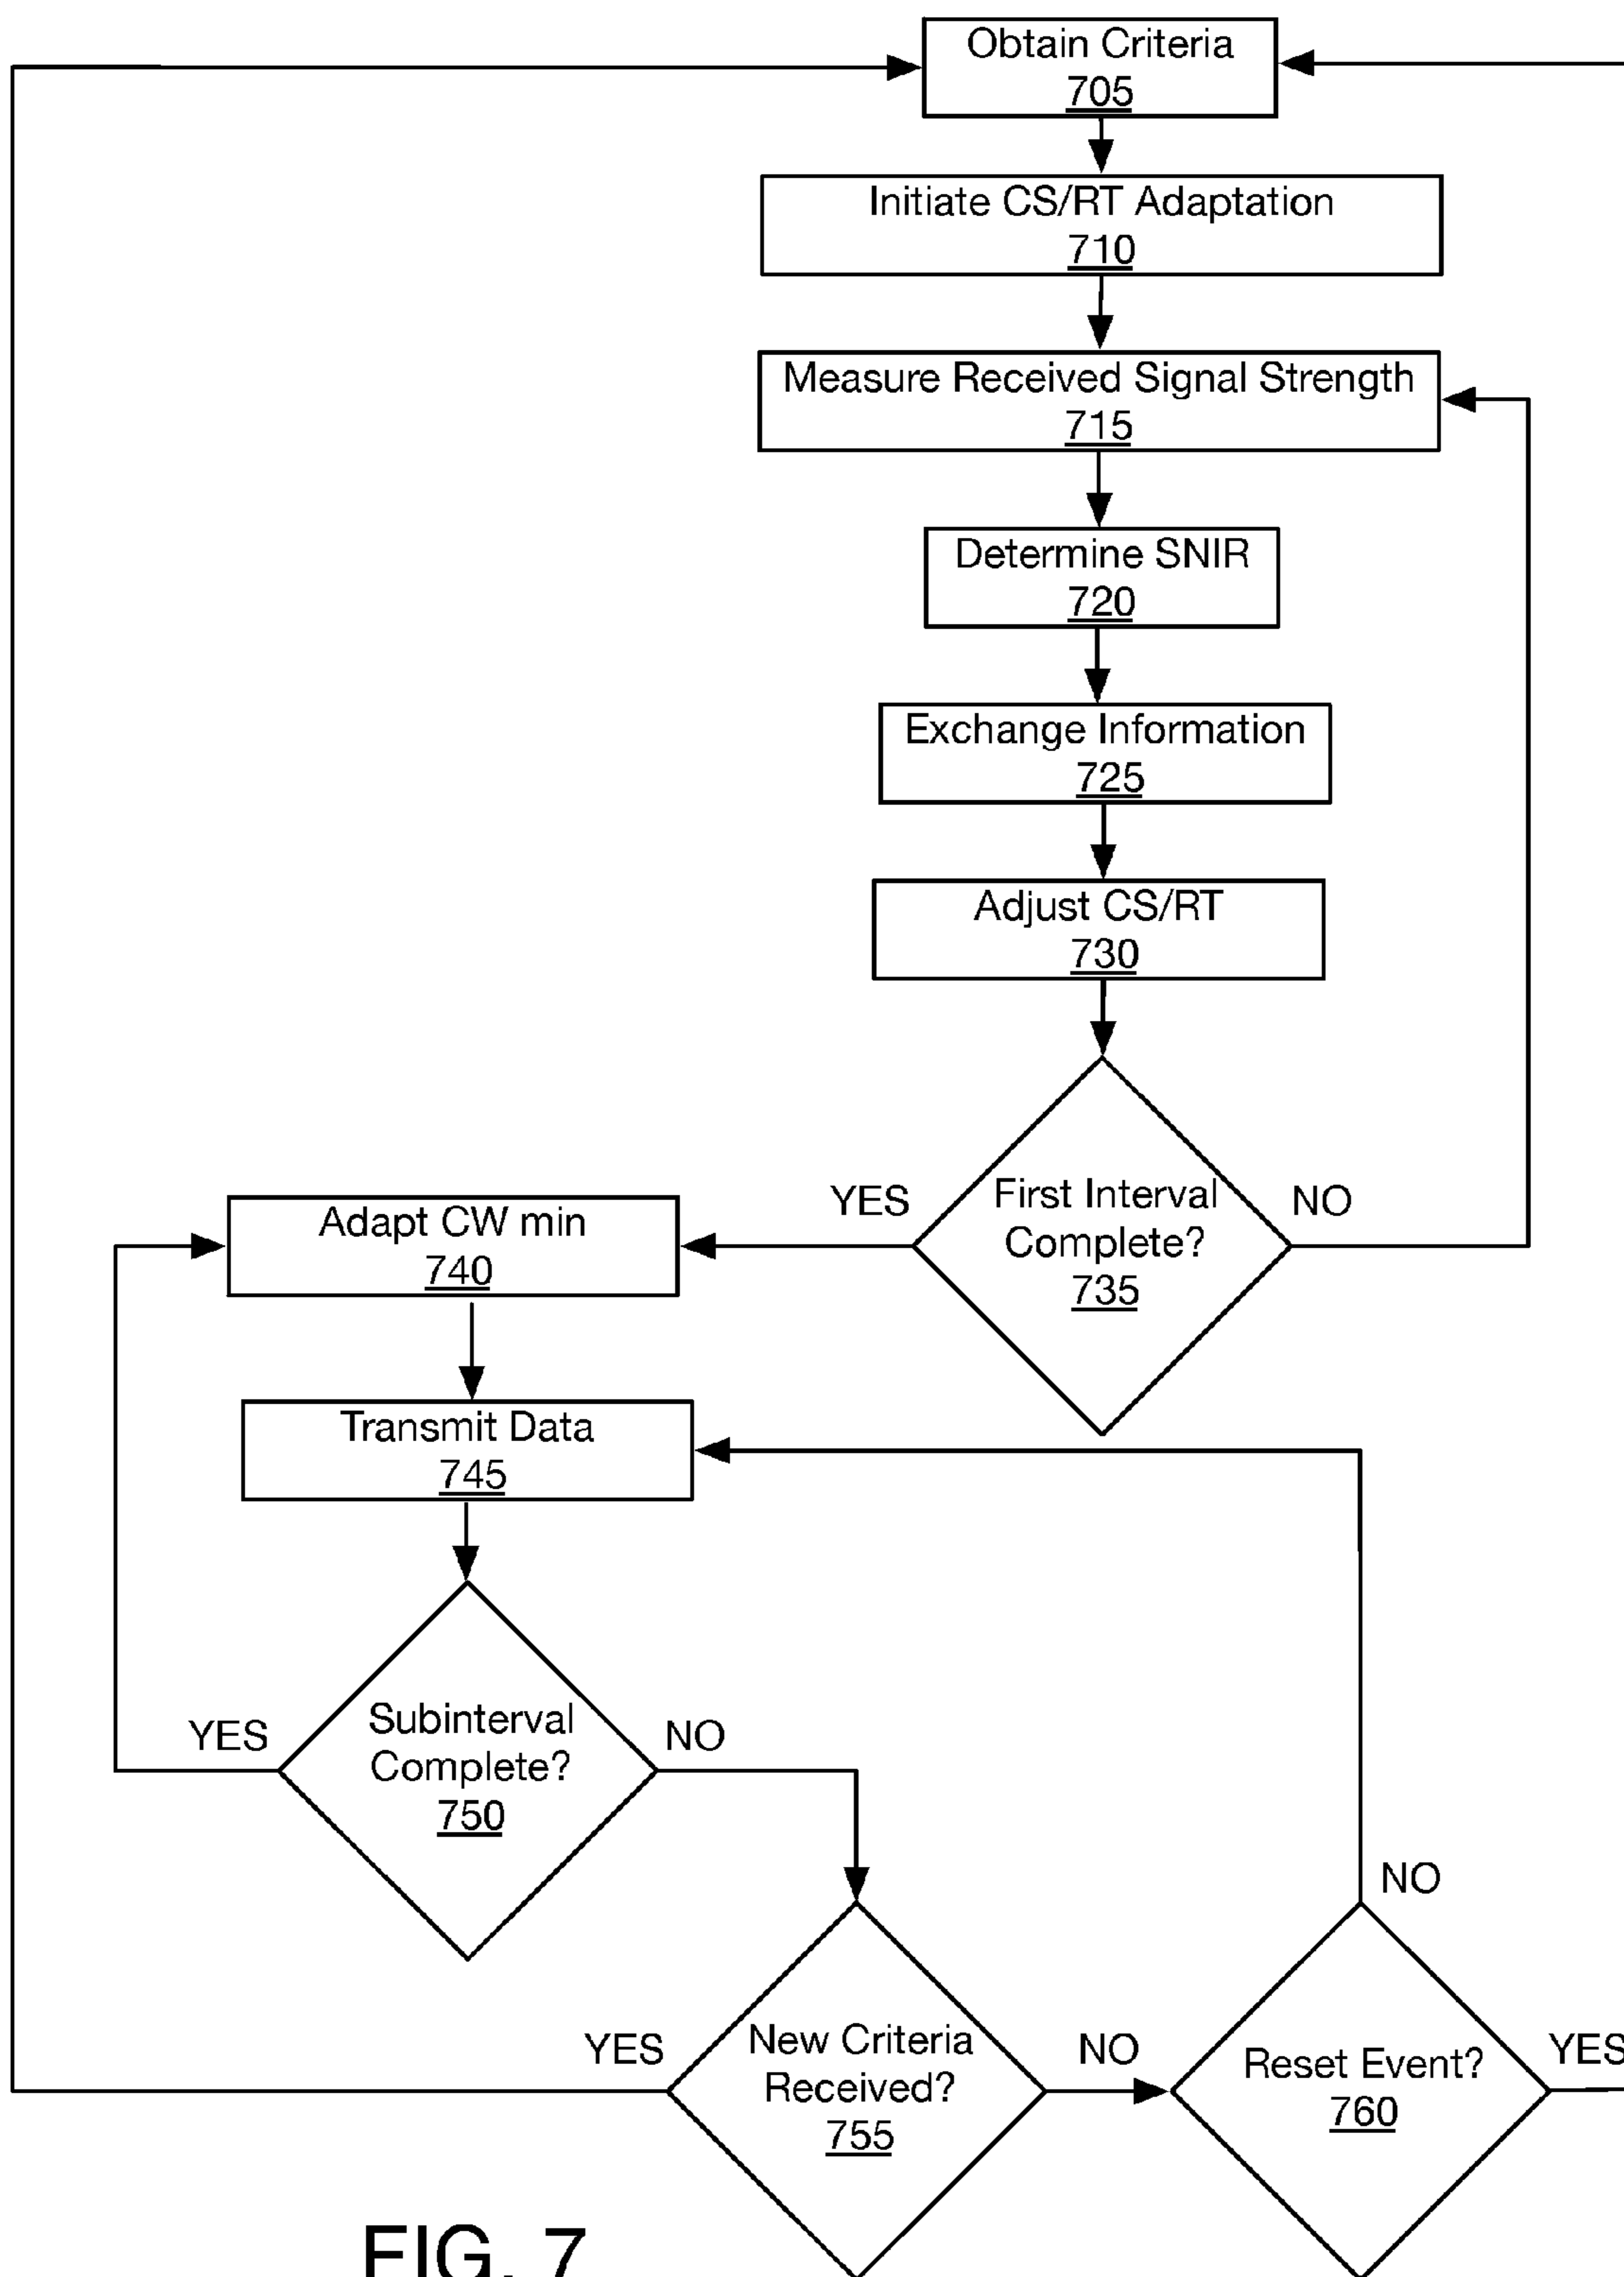 Obtain Criteria
705
Initiate CS/RT Adaptation
710
Measure Received Signal Strength
715
Determine SNIR
720
Exchange Information
725
Adjust CS/RT
730
First Interval
Complete?
735
YES
NO
Adapt CW min
740
Transmit Data
745
Subinterval
Complete?
750
YES
NO
New Criteria
Received?
755
YES
NO
Reset Event?
760
NO
YES
FIG. 7